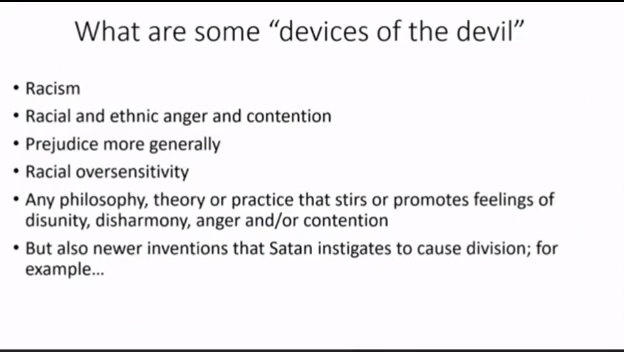 What are some “devices of the devil”
• Racism
• Racial and ethnic anger and contention
• Prejudice more generally
• Racial oversensitivity
• Any philosophy, theory or practice that stirs or promotes feelings of
disunity, disharmony, anger and/or contention
• But also newer inventions that Satan instigates to cause division; for
example...